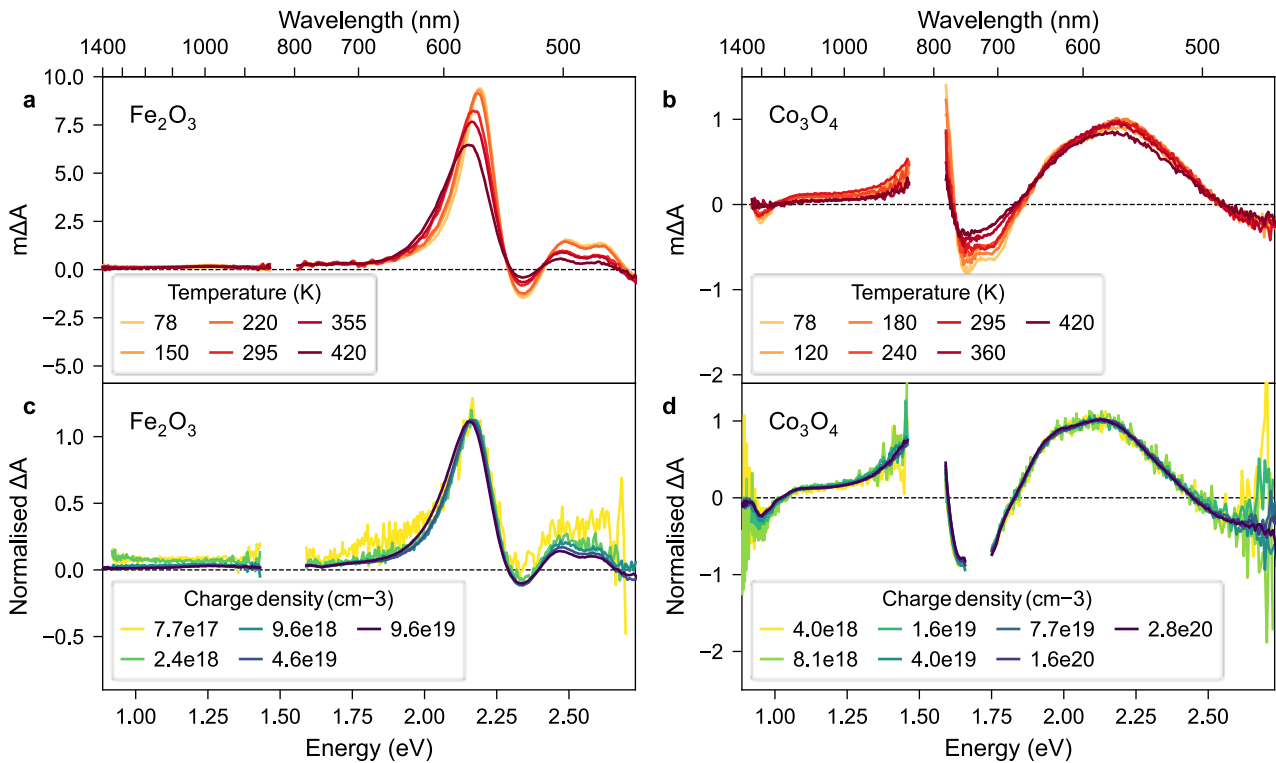 Wavelength (nm)
1400 1000 800 700 600 500
a
Fe₂O₃
10.0
7.5
5.0
2.5
0.0
−2.5
−5.0
mΔA
Temperature (K)
78 220 355
150 295 420
Wavelength (nm)
1400 1000 800 700 600 500
b
Co₃O₄
1
0
−1
−2
mΔA
Temperature (K)
78 180 295 420
120 240 360
c
Fe₂O₃
1.0
0.5
0.0
−0.5
Normalised ΔA
Charge density (cm−3)
7.7e17 9.6e18 9.6e19
2.4e18 4.6e19
1.00 1.25 1.50 1.75 2.00 2.25 2.50
Energy (eV)
d
Co₃O₄
1
0
−1
−2
Normalised ΔA
Charge density (cm−3)
4.0e18 1.6e19 7.7e19 2.8e20
8.1e18 4.0e19 1.6e20
1.00 1.25 1.50 1.75 2.00 2.25 2.50
Energy (eV)